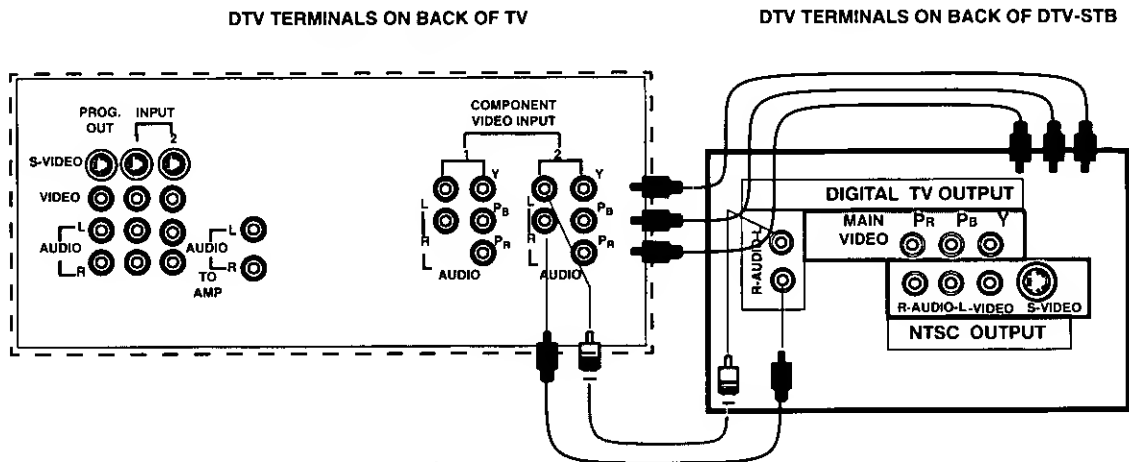 DTV TERMINALS ON BACK OF TV
DTV TERMINALS ON BACK OF DTV-STB
PROG. OUT
INPUT
1
2
S-VIDEO
VIDEO
AUDIO
L
R
AUDIO TO AMP
L
R
COMPONENT
VIDEO INPUT
1
2
Y
Y
L
PB
L
PB
R
PR
R
PR
AUDIO
AUDIO
DIGITAL TV OUTPUT
MAIN VIDEO
PR
PB
Y
R-AUDIO-L
R-AUDIO-L-VIDEO
S-VIDEO
NTSC OUTPUT